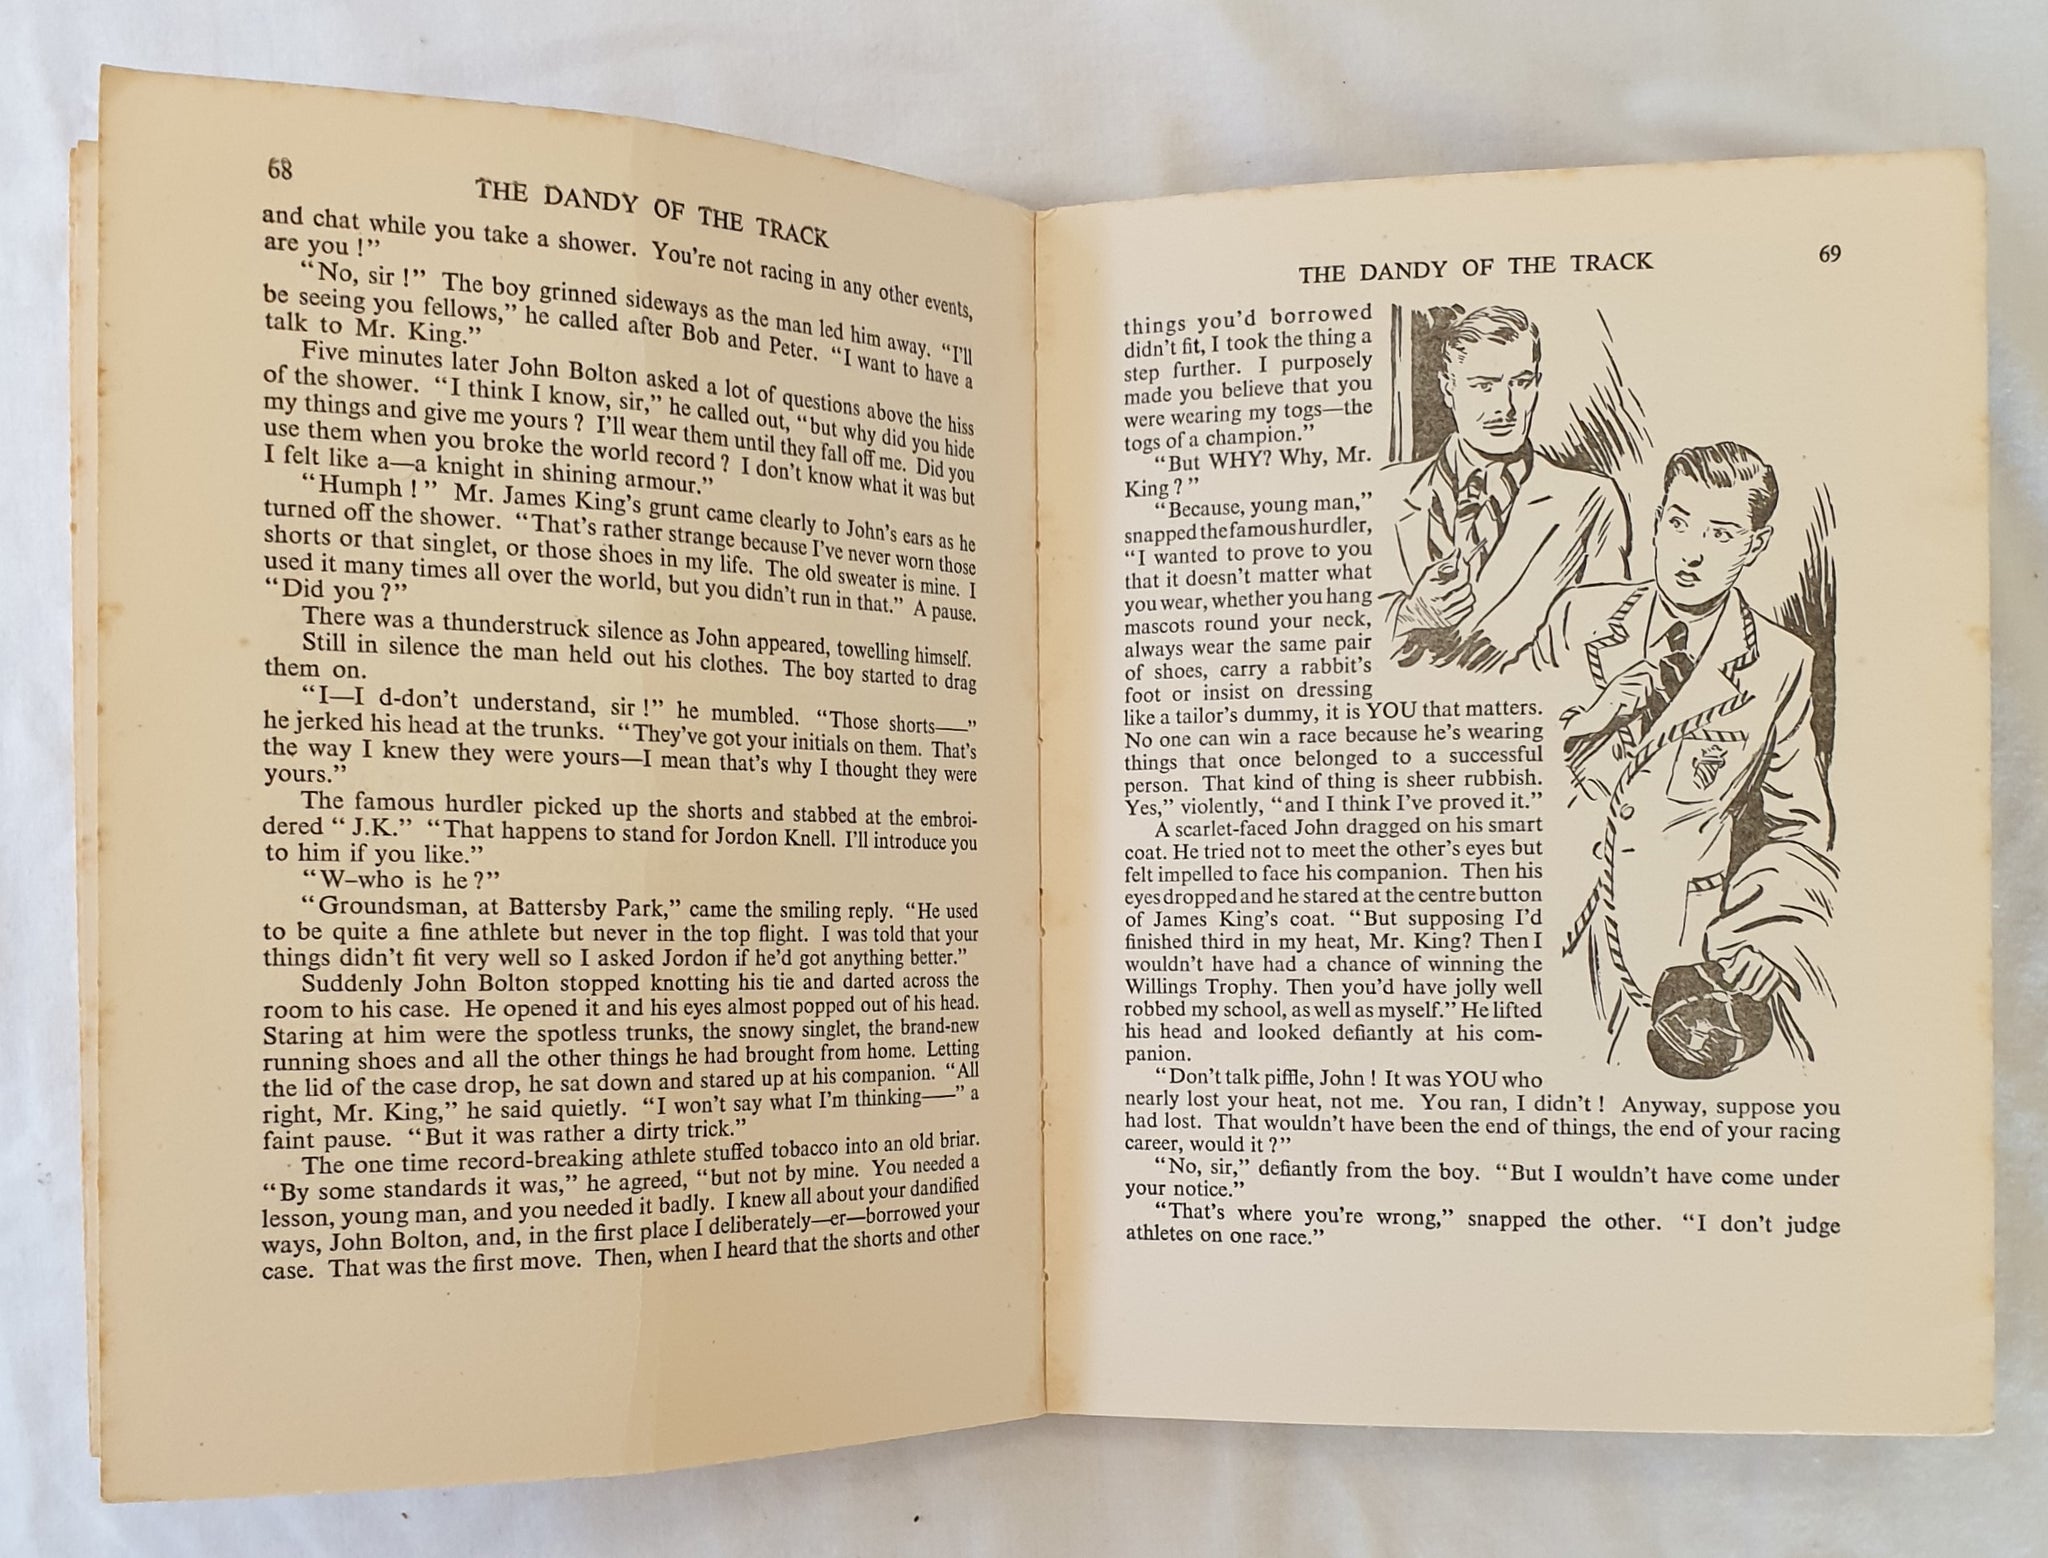 68
THE DANDY OF THE TRACK
and chat while you take a shower. You're not racing in any other events,
are you !”
“No, sir !” The boy grinned sideways as the man led him away. “I'll
be seeing you fellows,” he called after Bob and Peter. “I want to have a
talk to Mr. King.”
Five minutes later John Bolton asked a lot of questions above the hiss
of the shower. “I think I know, sir,” he called out, “but why did you hide
my things and give me yours ? I'll wear them until they fall off me. Did you
use them when you broke the world record ? I don't know what it was but
I felt like a—a knight in shining armour.”
“Humph ! ” Mr. James King's grunt came clearly to John's ears as he
turned off the shower. “That's rather strange because I've never worn those
shorts or that singlet, or those shoes in my life. The old sweater is mine. I
used it many times all over the world, but you didn't run in that.” A pause.
“Did you ?”
There was a thunderstruck silence as John appeared, towelling himself.
Still in silence the man held out his clothes. The boy started to drag
them on.
“I—I d-don't understand, sir !” he mumbled. “Those shorts——”
he jerked his head at the trunks. “They've got your initials on them. That's
the way I knew they were yours—I mean that's why I thought they were
yours.”
The famous hurdler picked up the shorts and stabbed at the embroi-
dered “ J.K.” “That happens to stand for Jordon Knell. I'll introduce you
to him if you like.”
“W–who is he ?”
“Groundsman, at Battersby Park,” came the smiling reply. “He used
to be quite a fine athlete but never in the top flight. I was told that your
things didn't fit very well so I asked Jordon if he'd got anything better.”
Suddenly John Bolton stopped knotting his tie and darted across the
room to his case. He opened it and his eyes almost popped out of his head.
Staring at him were the spotless trunks, the snowy singlet, the brand-new
running shoes and all the other things he had brought from home. Letting
the lid of the case drop, he sat down and stared up at his companion. “All
right, Mr. King,” he said quietly. “I won't say what I'm thinking——” a
faint pause. “But it was rather a dirty trick.”
The one time record-breaking athlete stuffed tobacco into an old briar.
“By some standards it was,” he agreed, “but not by mine. You needed a
lesson, young man, and you needed it badly. I knew all about your dandified
ways, John Bolton, and, in the first place I deliberately—er—borrowed your
case. That was the first move. Then, when I heard that the shorts and other
THE DANDY OF THE TRACK
69
things you'd borrowed
didn't fit, I took the thing a
step further. I purposely
made you believe that you
were wearing my togs—the
togs of a champion.”
“But WHY? Why, Mr.
King ? ”
“Because, young man,”
snapped the famous hurdler,
“I wanted to prove to you
that it doesn't matter what
you wear, whether you hang
mascots round your neck,
always wear the same pair
of shoes, carry a rabbit's
foot or insist on dressing
like a tailor's dummy, it is YOU that matters.
No one can win a race because he's wearing
things that once belonged to a successful
person. That kind of thing is sheer rubbish.
Yes,” violently, “and I think I've proved it.”
A scarlet-faced John dragged on his smart
coat. He tried not to meet the other's eyes but
felt impelled to face his companion. Then his
eyes dropped and he stared at the centre button
of James King's coat. “But supposing I'd
finished third in my heat, Mr. King? Then I
wouldn't have had a chance of winning the
Willings Trophy. Then you'd have jolly well
robbed my school, as well as myself.” He lifted
his head and looked defiantly at his com-
panion.
“Don't talk piffle, John ! It was YOU who
nearly lost your heat, not me. You ran, I didn't ! Anyway, suppose you
had lost. That wouldn't have been the end of things, the end of your racing
career, would it ?”
“No, sir,” defiantly from the boy. “But I wouldn't have come under
your notice.”
“That's where you're wrong,” snapped the other. “I don't judge
athletes on one race.”